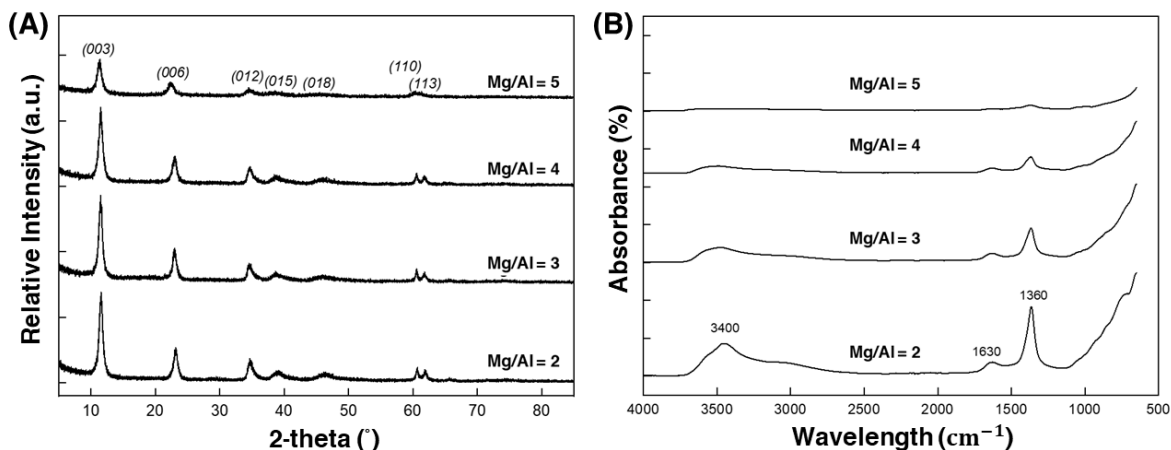 (A)
Relative Intensity (a.u.)
(003)
(006)
(012)
(015)
(018)
(110)
(113)
Mg/Al = 5
Mg/Al = 4
Mg/Al = 3
Mg/Al = 2
10 20 30 40 50 60 70 80
2-theta (°)
(B)
Absorbance (%)
Mg/Al = 5
Mg/Al = 4
Mg/Al = 3
Mg/Al = 2
3400
1630
1360
4000 3500 3000 2500 2000 1500 1000 500
Wavelength (cm⁻¹)